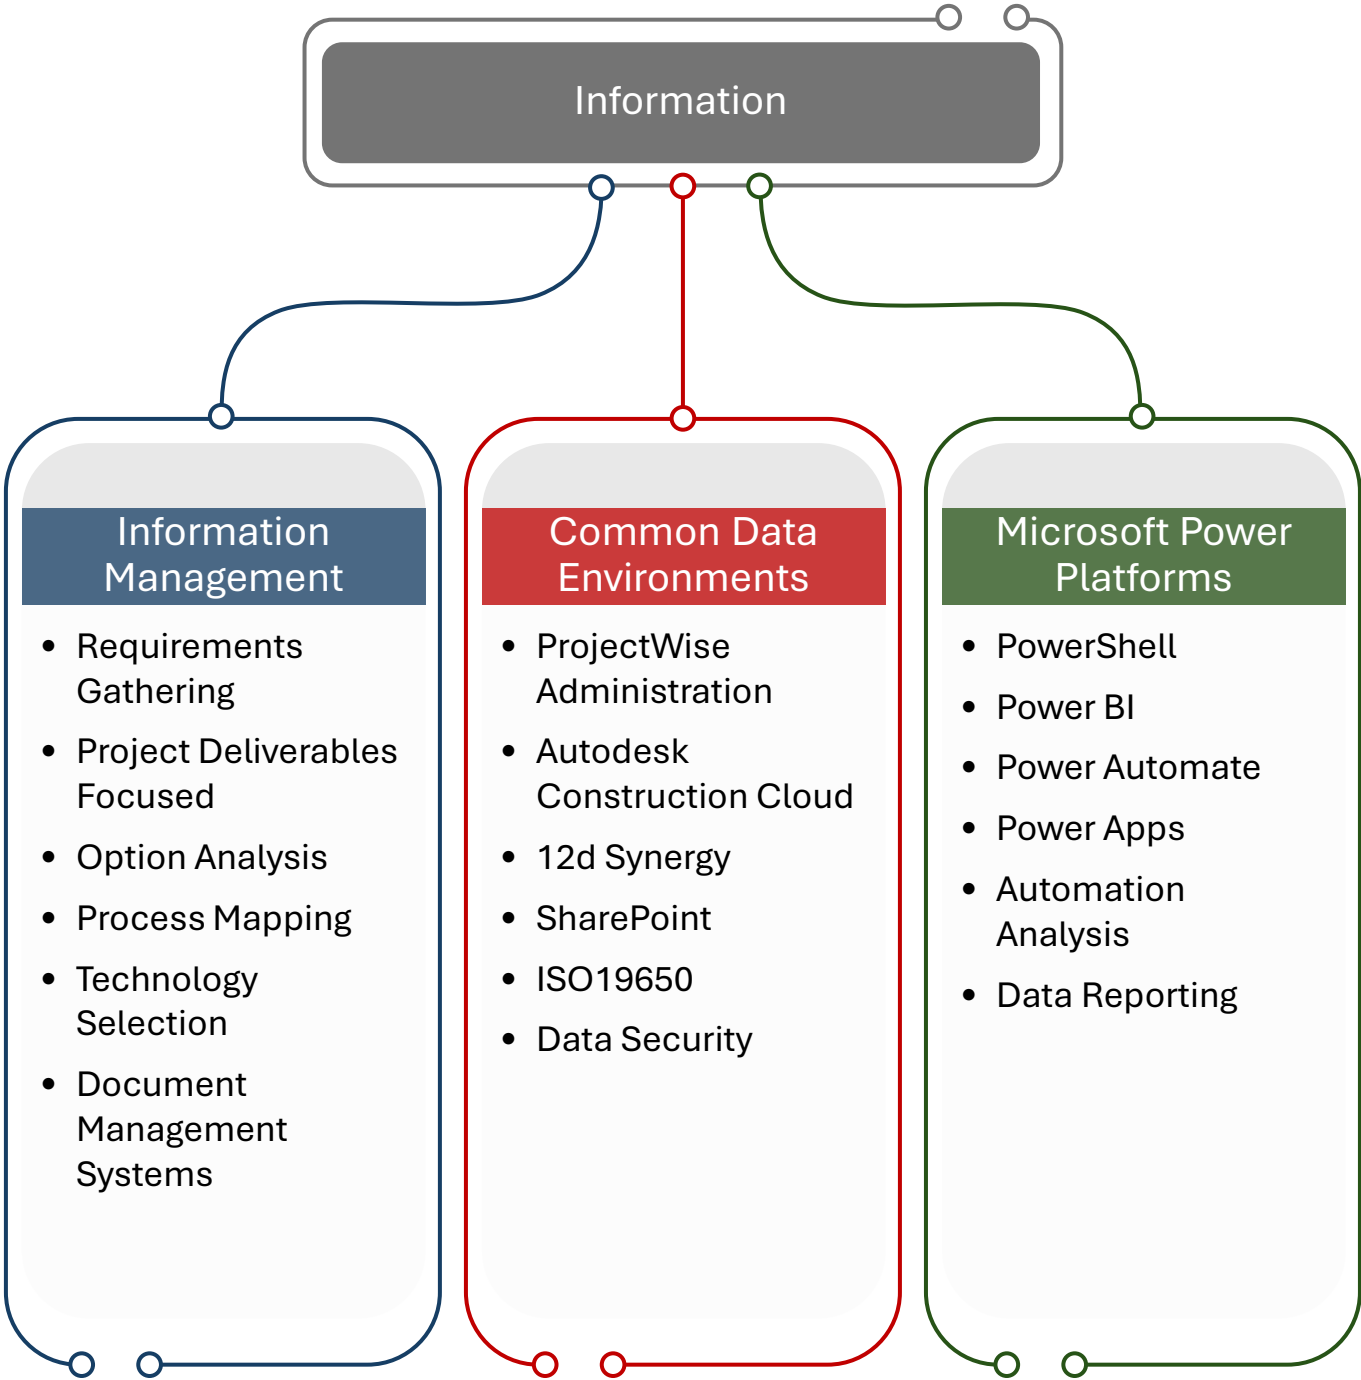 Information
Information
Management
• Requirements
Gathering
• Project Deliverables
Focused
• Option Analysis
• Process Mapping
• Technology
Selection
• Document
Management
Systems
Common Data
Environments
• ProjectWise
Administration
• Autodesk
Construction Cloud
• 12d Synergy
• SharePoint
• ISO19650
• Data Security
Microsoft Power
Platforms
• PowerShell
• Power BI
• Power Automate
• Power Apps
• Automation
Analysis
• Data Reporting